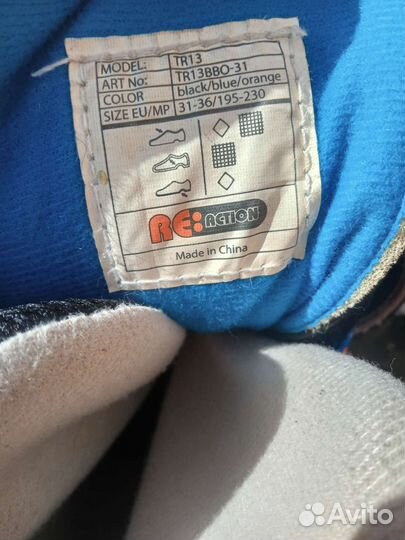 MODEL: TR13
ART No: TR13BBO-31
COLOR black/blue/orange
SIZE EU/MP 31-36/195-230
RE:ACTION
Made in China
Avito